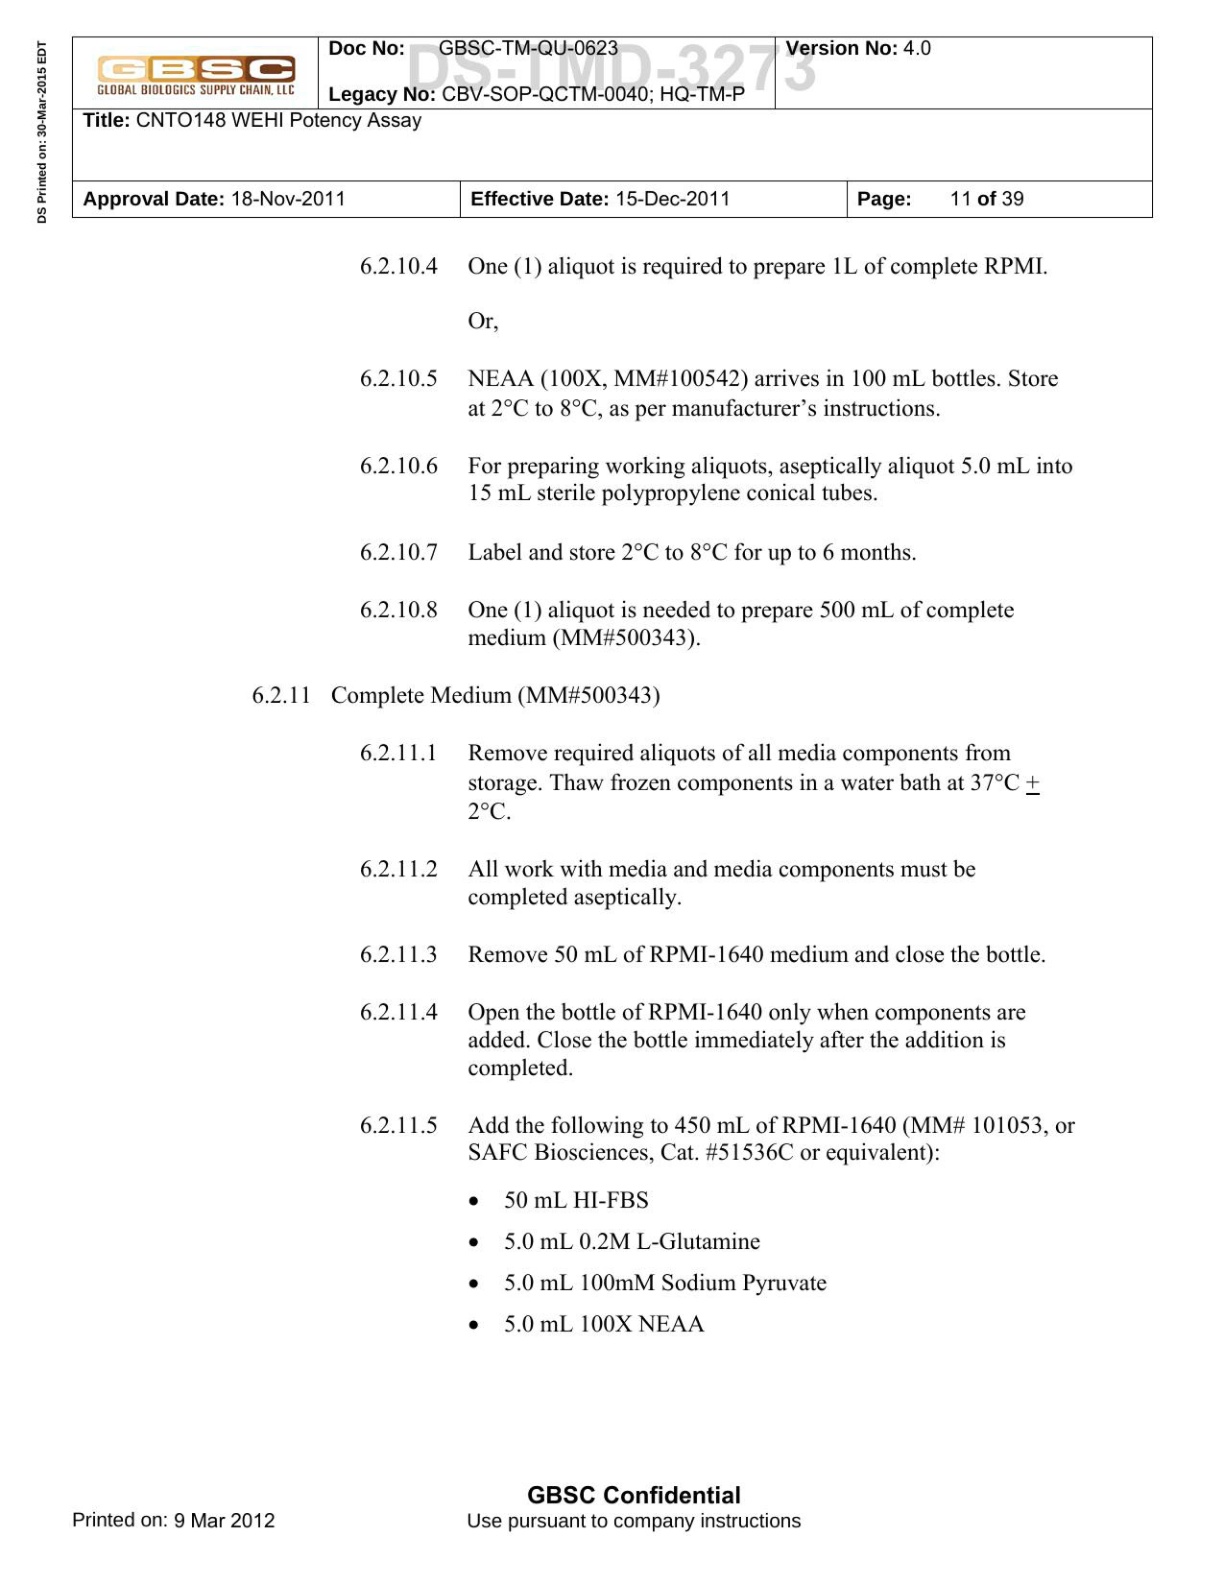 DS Printed on: 30-Mar-2015 EDT
GBSC
GLOBAL BIOLOGICS SUPPLY CHAIN, LLC
DS-TMD-3273
Doc No: GBSC-TM-QU-0623
Version No: 4.0
Legacy No: CBV-SOP-QCTM-0040; HQ-TM-P
Title: CNTO148 WEHI Potency Assay
Approval Date: 18-Nov-2011 Effective Date: 15-Dec-2011 Page: 11 of 39
6.2.10.4 One (1) aliquot is required to prepare 1L of complete RPMI.
Or,
6.2.10.5 NEAA (100X, MM#100542) arrives in 100 mL bottles. Store
at 2°C to 8°C, as per manufacturer’s instructions.
6.2.10.6 For preparing working aliquots, aseptically aliquot 5.0 mL into
15 mL sterile polypropylene conical tubes.
6.2.10.7 Label and store 2°C to 8°C for up to 6 months.
6.2.10.8 One (1) aliquot is needed to prepare 500 mL of complete
medium (MM#500343).
6.2.11 Complete Medium (MM#500343)
6.2.11.1 Remove required aliquots of all media components from
storage. Thaw frozen components in a water bath at 37°C ±
2°C.
6.2.11.2 All work with media and media components must be
completed aseptically.
6.2.11.3 Remove 50 mL of RPMI-1640 medium and close the bottle.
6.2.11.4 Open the bottle of RPMI-1640 only when components are
added. Close the bottle immediately after the addition is
completed.
6.2.11.5 Add the following to 450 mL of RPMI-1640 (MM# 101053, or
SAFC Biosciences, Cat. #51536C or equivalent):
• 50 mL HI-FBS
• 5.0 mL 0.2M L-Glutamine
• 5.0 mL 100mM Sodium Pyruvate
• 5.0 mL 100X NEAA
GBSC Confidential
Printed on: 9 Mar 2012 Use pursuant to company instructions